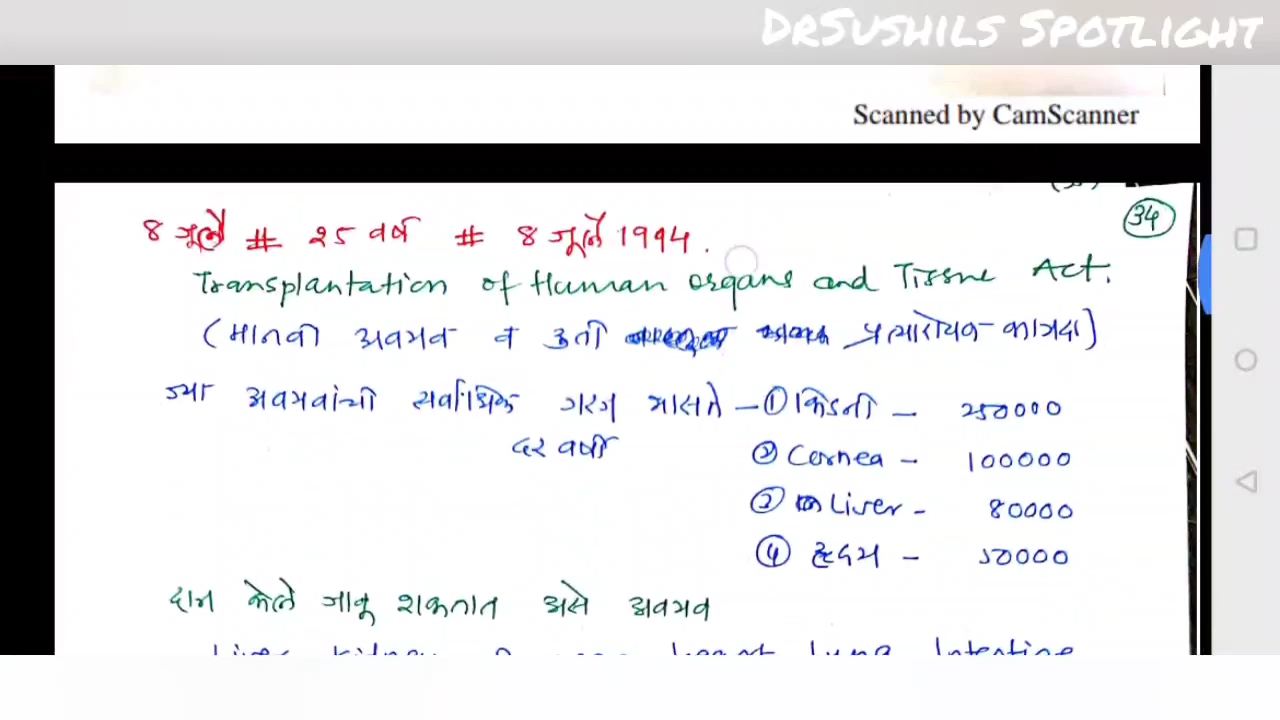 DrSushils Spotlight
Scanned by CamScanner
34
8 जूलै # २५ वर्ष # 8 जूलै 1994.
Transplantation of Human organs and Tissue Act.
(मानवी अवयव व ऊती प्रत्यारोपण कायदा)
ज्या अवयवांची सर्वाधिक गरज भासते – ① किडनी – 250000
दर वर्षी
② Cornea – 100000
③ Liver – 80000
④ हृदय – 50000
दान केले जावू शकतात असे अवयव